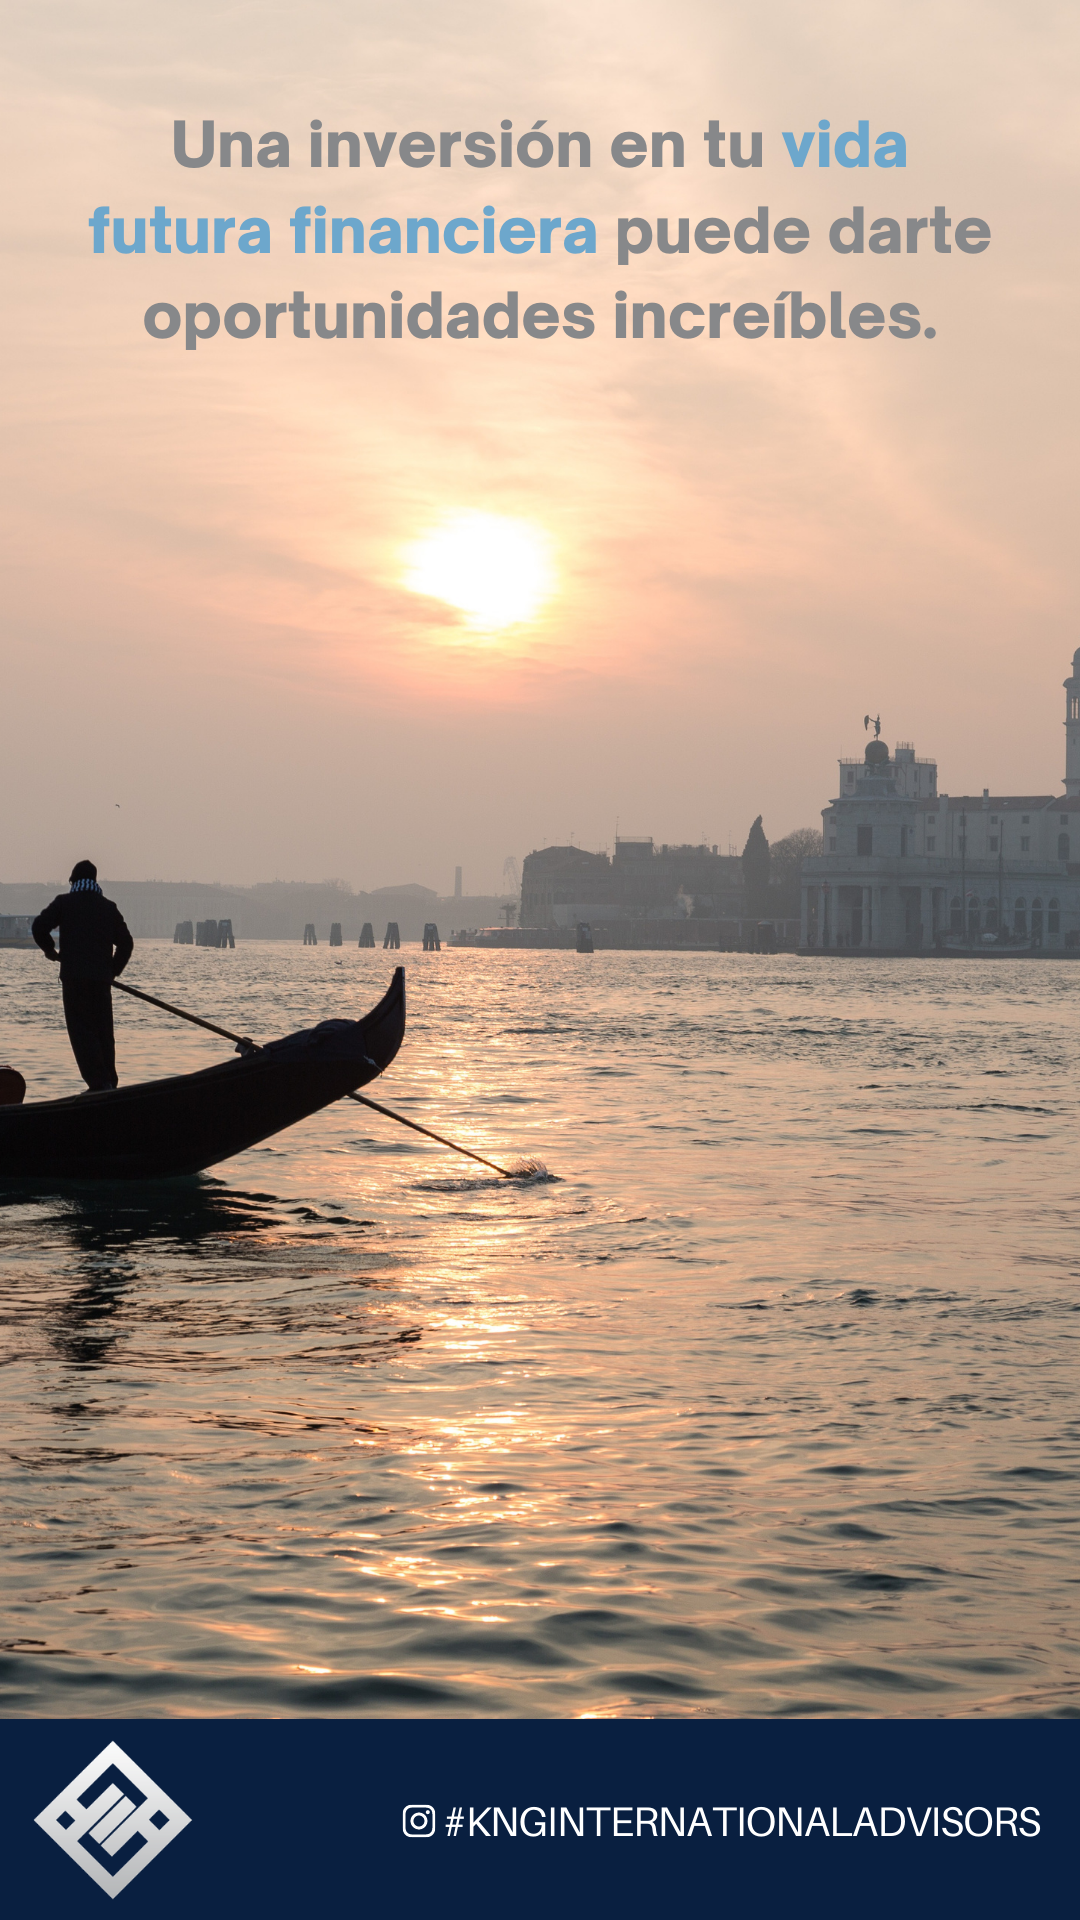 Una inversión en tu vida
futura financiera puede darte
oportunidades increíbles.
#KNGINTERNATIONALADVISORS